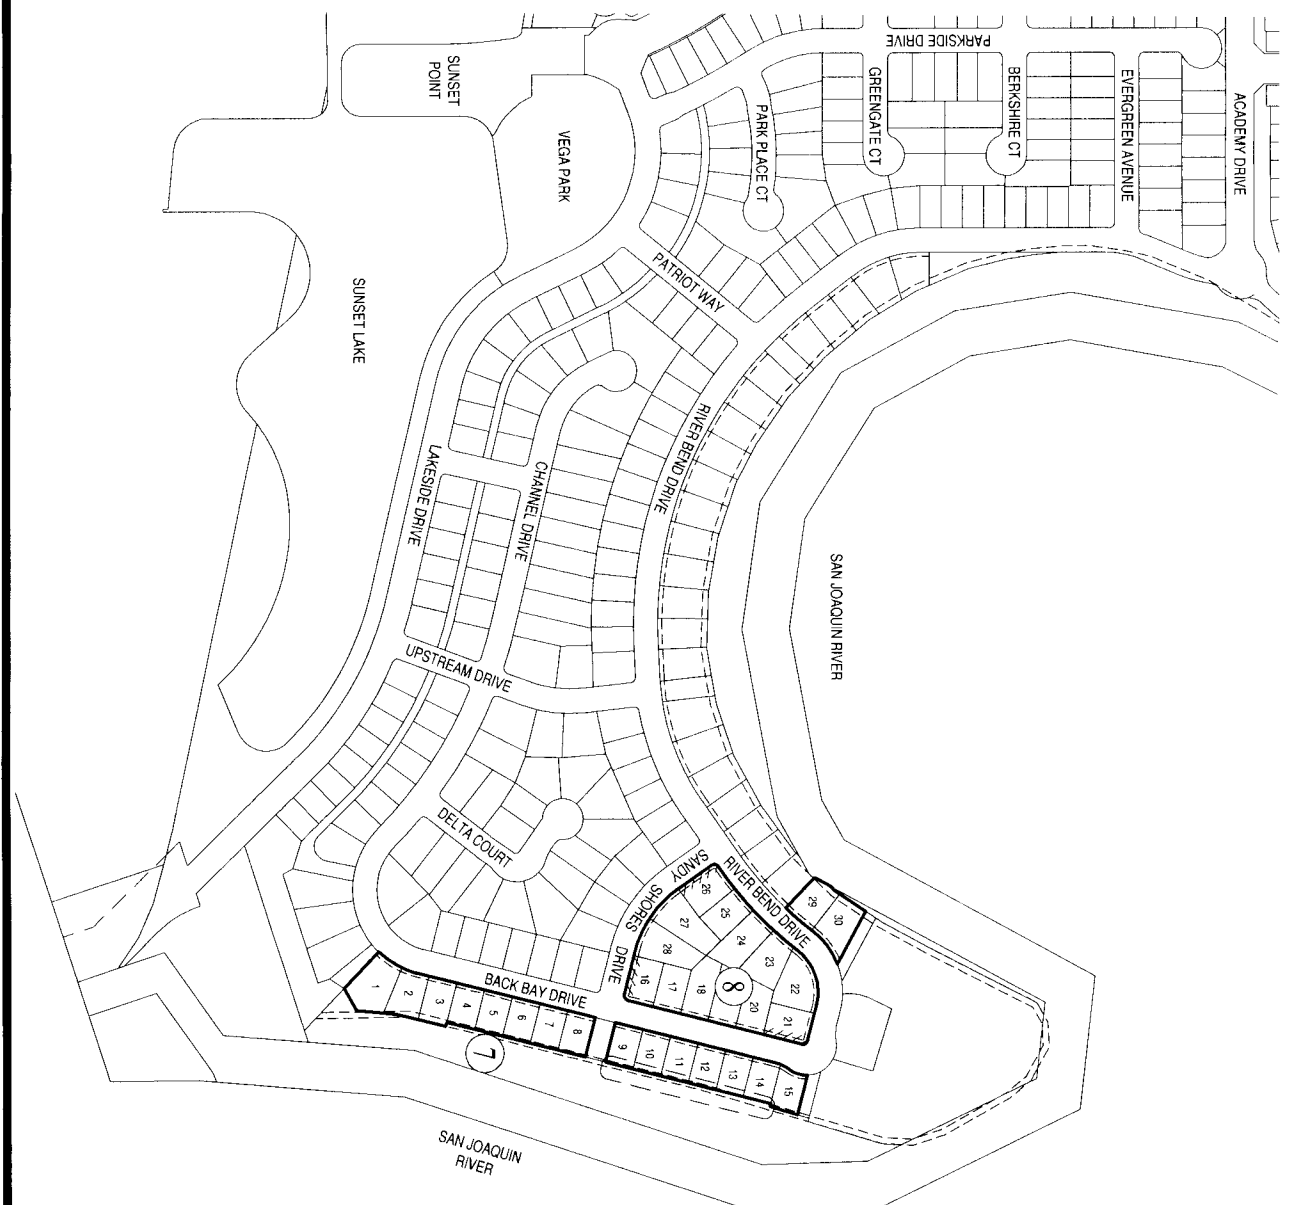 PARKSIDE DRIVE
SUNSET
POINT
GREENGATE CT
BERKSHIRE CT
EVERGREEN AVENUE
ACADEMY DRIVE
PARK PLACE CT
VEGA PARK
PATRIOT WAY
SUNSET LAKE
RIVER BEND DRIVE
LAKESIDE DRIVE
CHANNEL DRIVE
SAN JOAQUIN RIVER
UPSTREAM DRIVE
DELTA COURT
SANDY SHORES DRIVE
RIVER BEND DRIVE
29
30
26
25
24
23
22
21
27
28
16
17
18
20
8
BACK BAY DRIVE
1
2
3
4
5
6
7
8
7
9
10
11
12
13
14
15
SAN JOAQUIN
RIVER